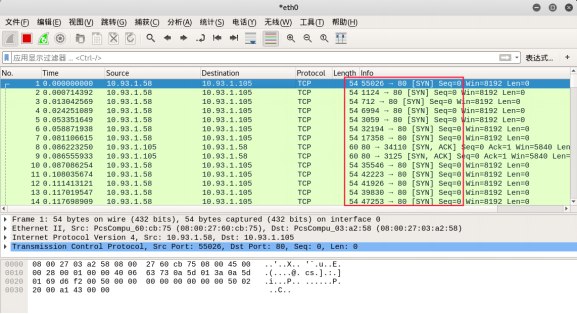 *eth0
文件(F) 编辑(E) 视图(V) 跳转(G) 捕获(C) 分析(A) 统计(S) 电话(Y) 无线(W) 工具(T) 帮助(H)
应用显示过滤器 … <Ctrl-/> 表达式… +
No. Time Source Destination Protocol Length Info
1 0.000000000 10.93.1.58 10.93.1.105 TCP 54 55026 → 80 [SYN] Seq=0 Win=8192 Len=0
2 0.000714392 10.93.1.58 10.93.1.105 TCP 54 1124 → 80 [SYN] Seq=0 Win=8192 Len=0
3 0.013042569 10.93.1.58 10.93.1.105 TCP 54 712 → 80 [SYN] Seq=0 Win=8192 Len=0
4 0.024251089 10.93.1.58 10.93.1.105 TCP 54 6994 → 80 [SYN] Seq=0 Win=8192 Len=0
5 0.053351649 10.93.1.58 10.93.1.105 TCP 54 3059 → 80 [SYN] Seq=0 Win=8192 Len=0
6 0.058871938 10.93.1.58 10.93.1.105 TCP 54 32194 → 80 [SYN] Seq=0 Win=8192 Len=0
7 0.081106615 10.93.1.58 10.93.1.105 TCP 54 17358 → 80 [SYN] Seq=0 Win=8192 Len=0
8 0.086223250 10.93.1.105 10.93.1.58 TCP 60 80 → 34110 [SYN, ACK] Seq=0 Ack=1 Win=5840 Le
9 0.086555933 10.93.1.105 10.93.1.58 TCP 60 80 → 3125 [SYN, ACK] Seq=0 Ack=1 Win=5840 Len
10 0.087086254 10.93.1.58 10.93.1.105 TCP 54 35546 → 80 [SYN] Seq=0 Win=8192 Len=0
11 0.108035674 10.93.1.58 10.93.1.105 TCP 54 42223 → 80 [SYN] Seq=0 Win=8192 Len=0
12 0.111413121 10.93.1.58 10.93.1.105 TCP 54 41926 → 80 [SYN] Seq=0 Win=8192 Len=0
13 0.117019547 10.93.1.58 10.93.1.105 TCP 54 39830 → 80 [SYN] Seq=0 Win=8192 Len=0
14 0.117698909 10.93.1.58 10.93.1.105 TCP 54 47253 → 80 [SYN] Seq=0 Win=8192 Len=0
Frame 1: 54 bytes on wire (432 bits), 54 bytes captured (432 bits) on interface 0
Ethernet II, Src: PcsCompu_60:cb:75 (08:00:27:60:cb:75), Dst: PcsCompu_03:a2:58 (08:00:27:03:a2:58)
Internet Protocol Version 4, Src: 10.93.1.58, Dst: 10.93.1.105
Transmission Control Protocol, Src Port: 55026, Dst Port: 80, Seq: 0, Len: 0
0000 08 00 27 03 a2 58 08 00 27 60 cb 75 08 00 45 00 ..'..X.. '`.u..E.
0010 00 28 00 01 00 00 40 06 63 73 0a 5d 01 3a 0a 5d .(....@. cs.].:.]
0020 01 69 d6 f2 00 50 00 00 00 00 00 00 00 00 50 02 .i...P.. ......P.
0030 20 00 a1 43 00 00 ..C..